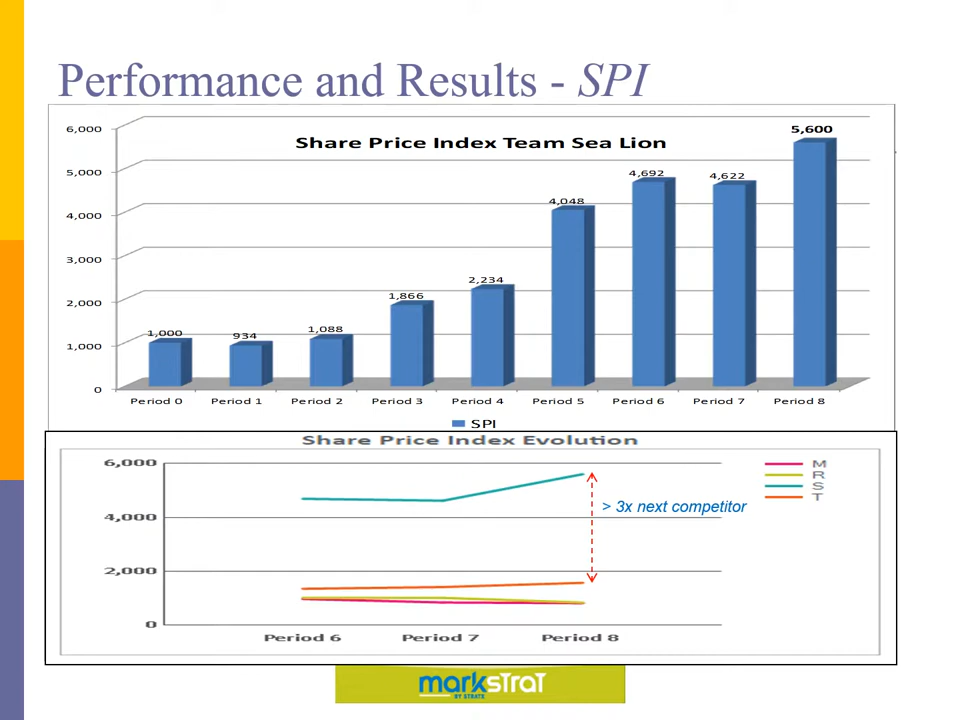 Performance and Results - SPI
Share Price Index Team Sea Lion
6,000
5,000
4,000
3,000
2,000
1,000
0
1,000
934
1,088
1,866
2,234
4,048
4,692
4,622
5,600
Period 0 Period 1 Period 2 Period 3 Period 4 Period 5 Period 6 Period 7 Period 8
SPI
Share Price Index Evolution
6,000
4,000
2,000
0
M
R
S
T
> 3x next competitor
Period 6 Period 7 Period 8
markstrat
BY STRATX